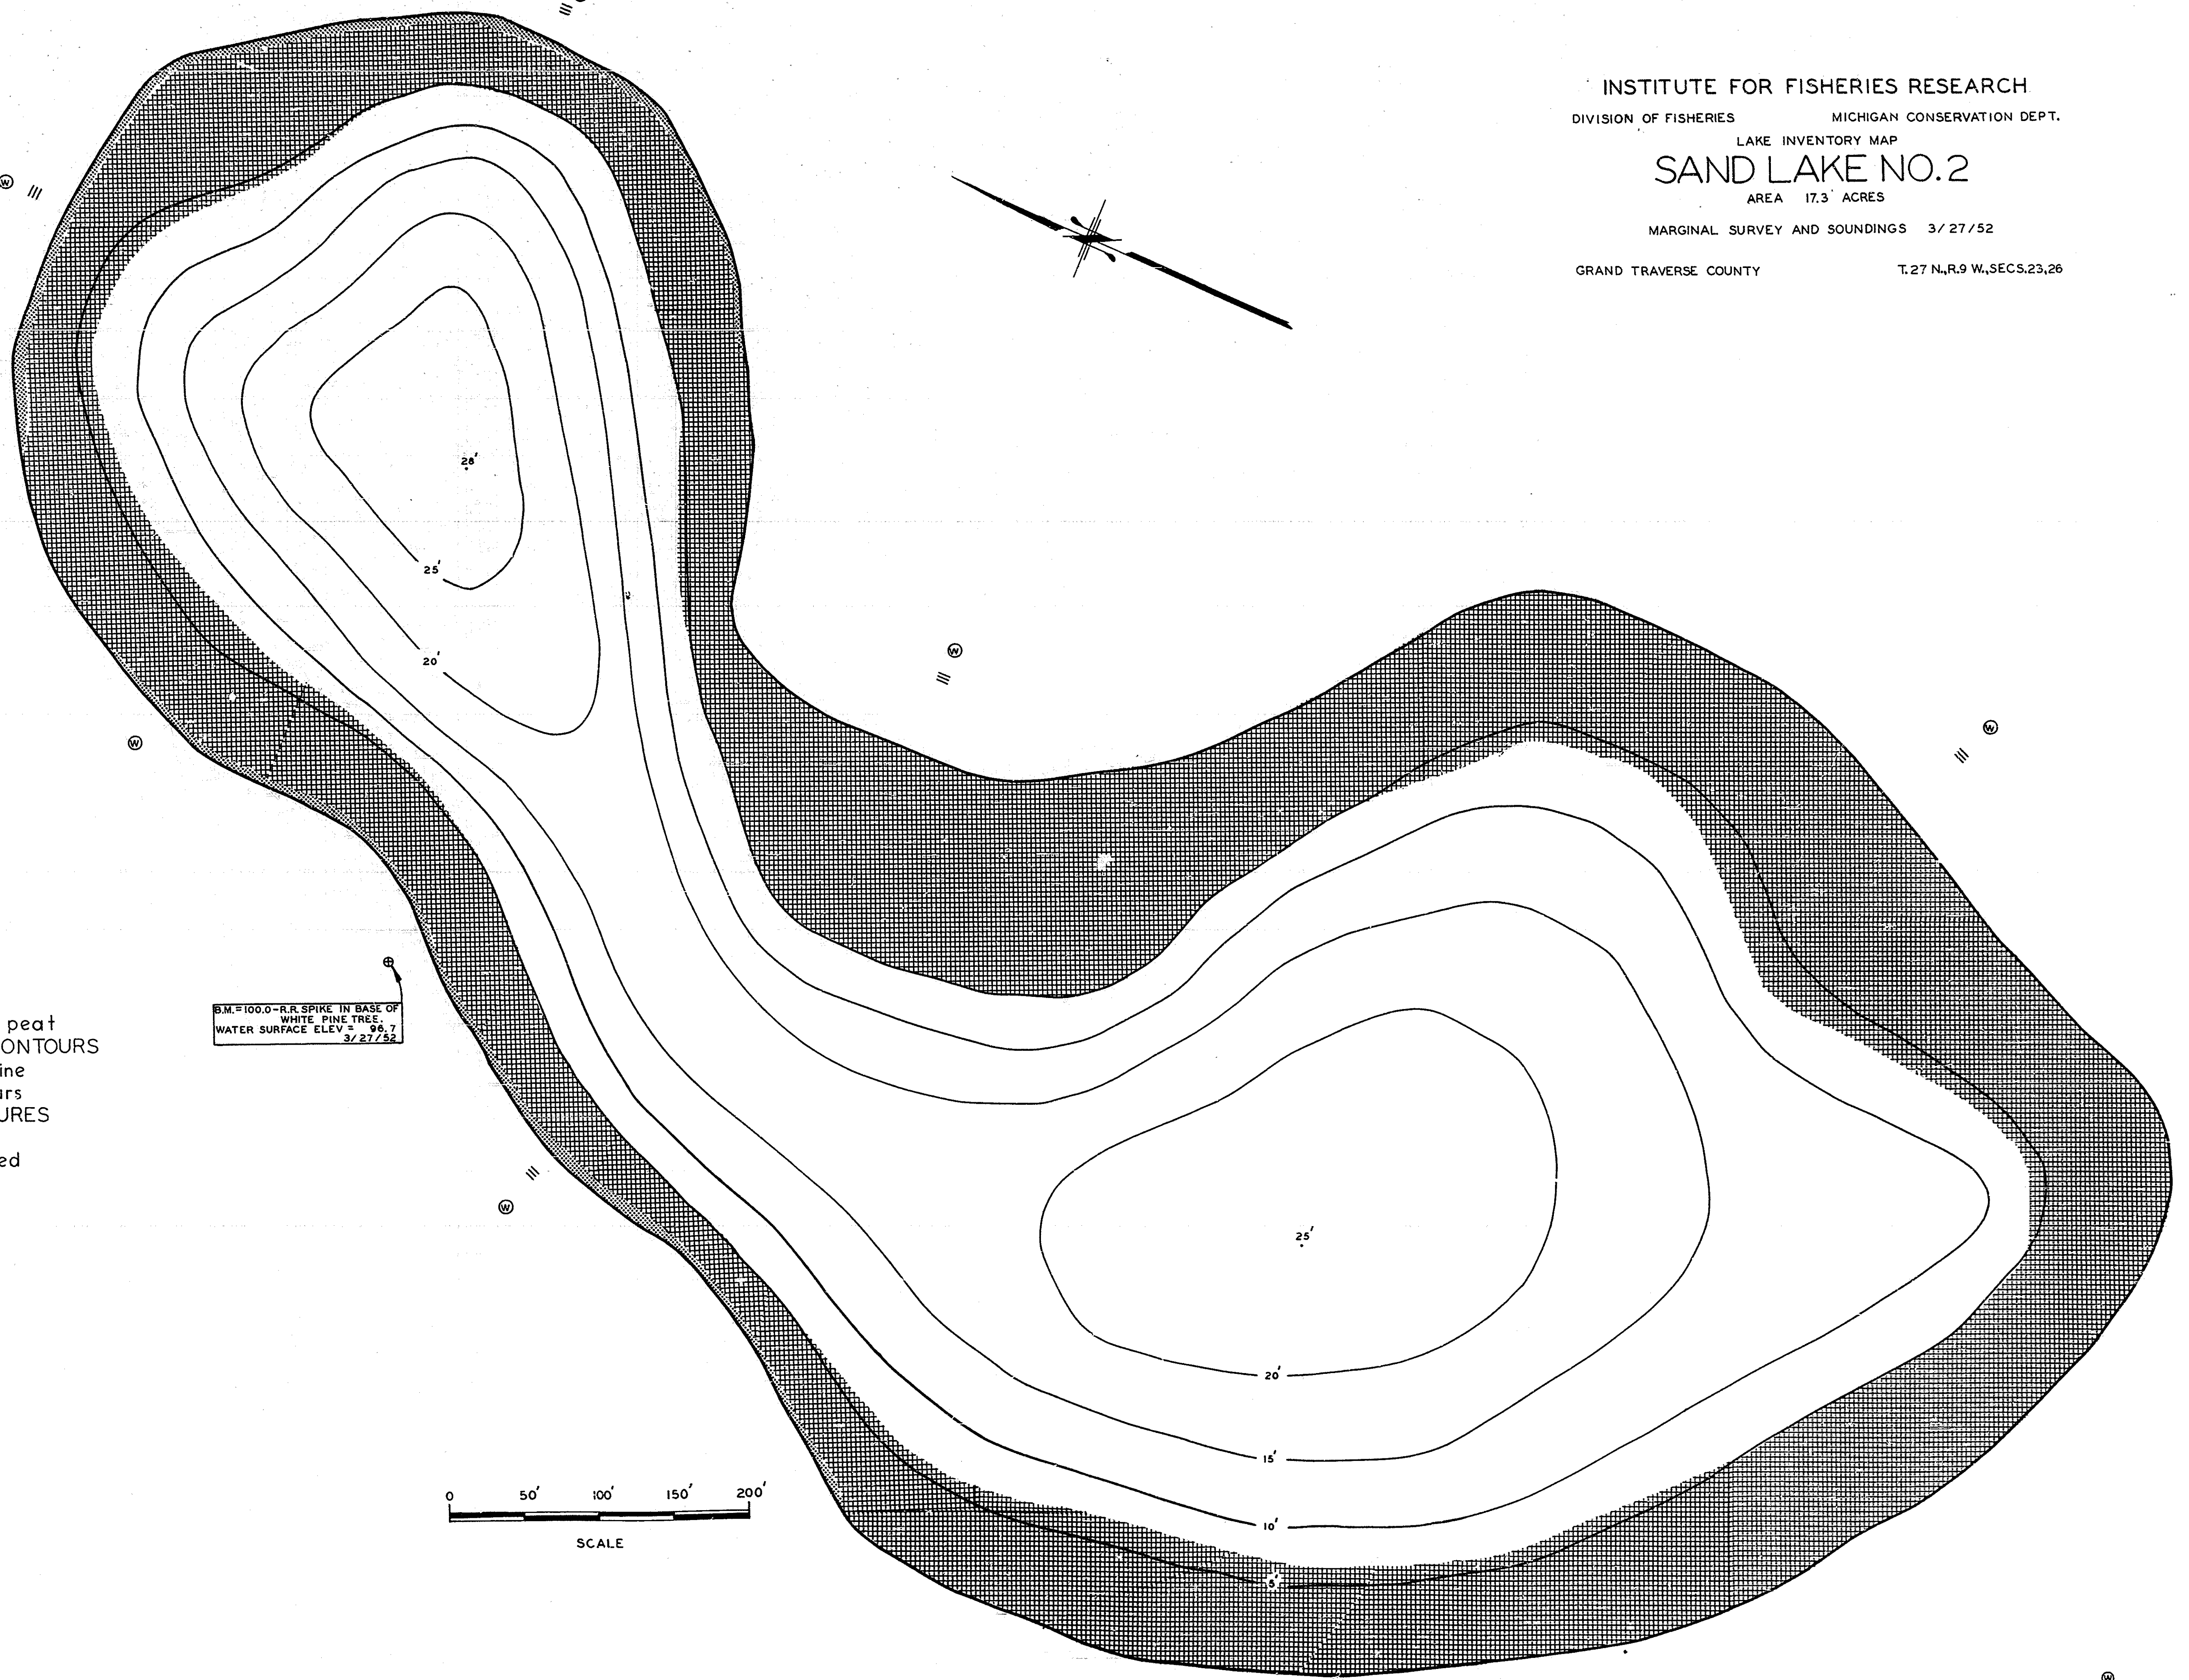 INSTITUTE FOR FISHERIES RESEARCH
DIVISION OF FISHERIES MICHIGAN CONSERVATION DEPT.
LAKE INVENTORY MAP
SAND LAKE NO.2
AREA 17.3 ACRES
MARGINAL SURVEY AND SOUNDINGS 3/27/52
GRAND TRAVERSE COUNTY T.27 N.,R.9 W.,SECS.23,26
W
W
28'
25'
20'
W
W
W
B.M.=100.0-R.R. SPIKE IN BASE OF
WHITE PINE TREE.
WATER SURFACE ELEV = 96.7
3/27/52
peat
ONTOURS
ine
urs
URES
ed
W
25'
20'
15'
10'
5'
0 50' 100' 150' 200'
SCALE
W